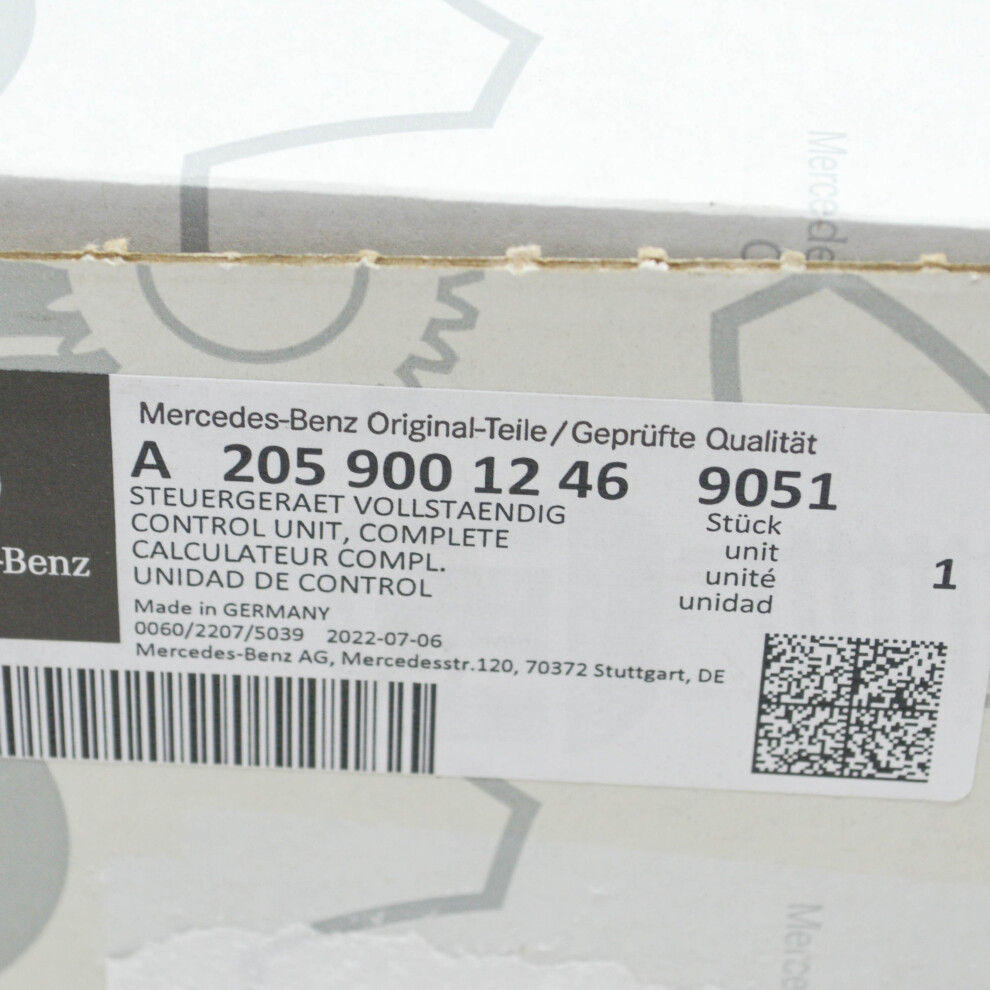 Mercedes
Mercedes-Benz Original-Teile/Geprüfte Qualität
A 205 900 12 46 9051
STEUERGERAET VOLLSTAENDIG
CONTROL UNIT, COMPLETE
CALCULATEUR COMPL.
UNIDAD DE CONTROL
Stück
unit
unité
unidad
1
-Benz
Made in GERMANY
0060/2207/5039 2022-07-06
Mercedes-Benz AG, Mercedesstr.120, 70372 Stuttgart, DE
Merce